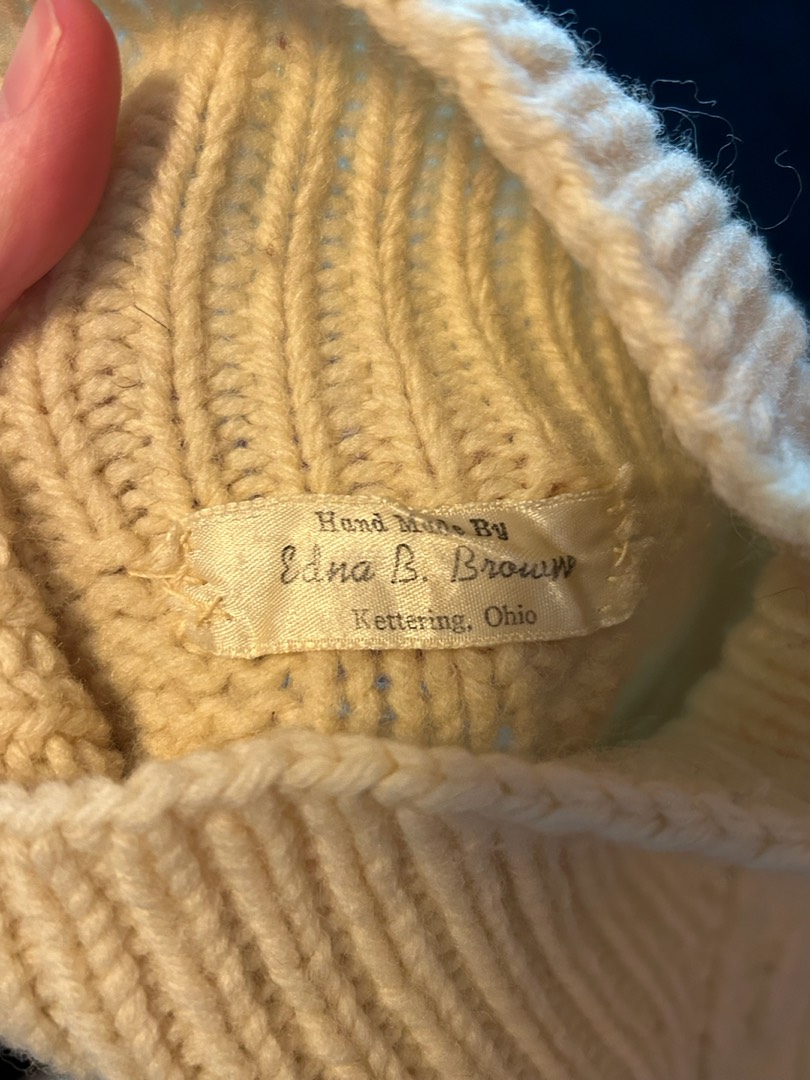 Hand Made By
Edna B. Brown
Kettering, Ohio